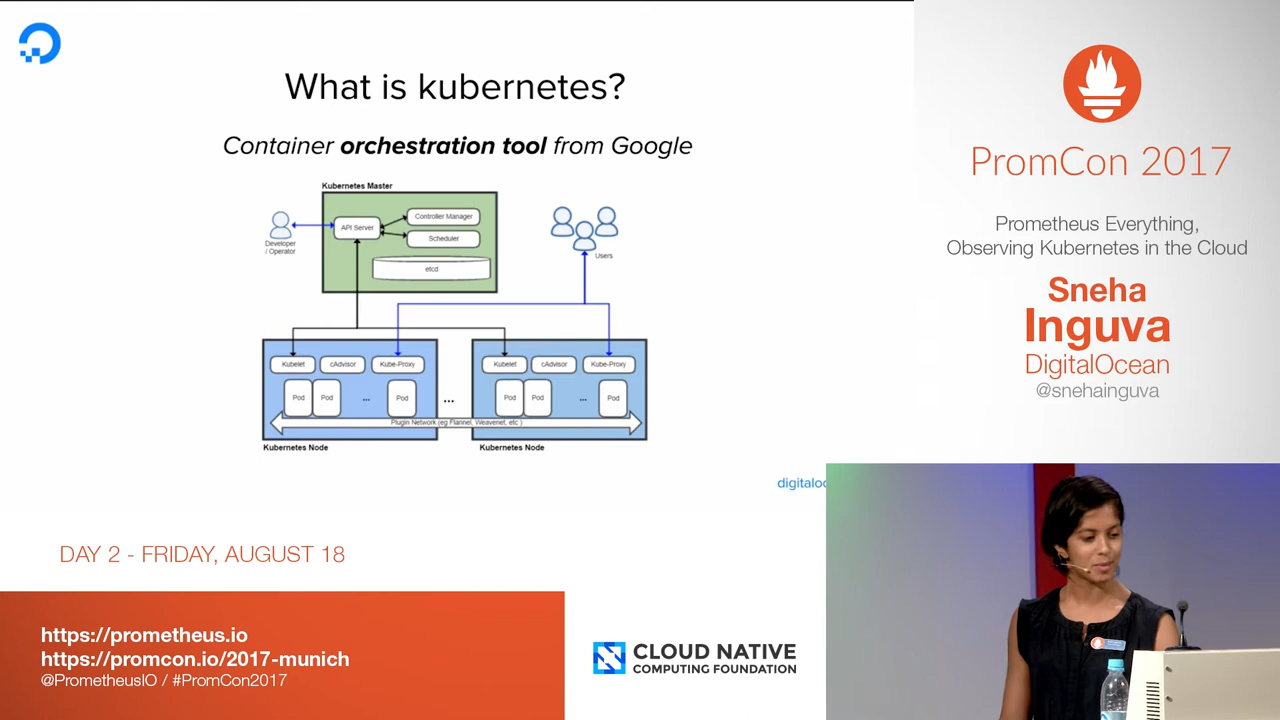 What is kubernetes?
Container orchestration tool from Google
Kubernetes Master
API Server
Controller Manager
Scheduler
etcd
Developer
/ Operator
Users
Kubelet
cAdvisor
Kube-Proxy
Kubelet
cAdvisor
Kube-Proxy
Pod
Pod
...
Pod
...
Pod
Pod
...
Pod
Plugin Network (eg Flannel, Weavenet, etc )
Kubernetes Node
Kubernetes Node
digitaloc
PromCon 2017
Prometheus Everything,
Observing Kubernetes in the Cloud
Sneha
Inguva
DigitalOcean
@snehainguva
DAY 2 - FRIDAY, AUGUST 18
https://prometheus.io
https://promcon.io/2017-munich
@PrometheusIO / #PromCon2017
CLOUD NATIVE
COMPUTING FOUNDATION